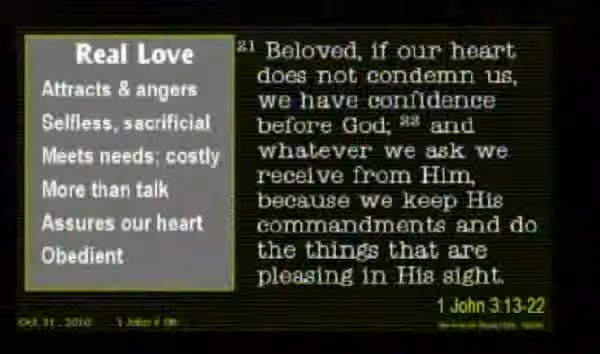 Real Love
Attracts & angers
Selfless, sacrificial
Meets needs; costly
More than talk
Assures our heart
Obedient
21 Beloved, if our heart
does not condemn us,
we have confidence
before God; 22 and
whatever we ask we
receive from Him,
because we keep His
commandments and do
the things that are
pleasing in His sight.
1 John 3:13-22
Oct 31, 2010